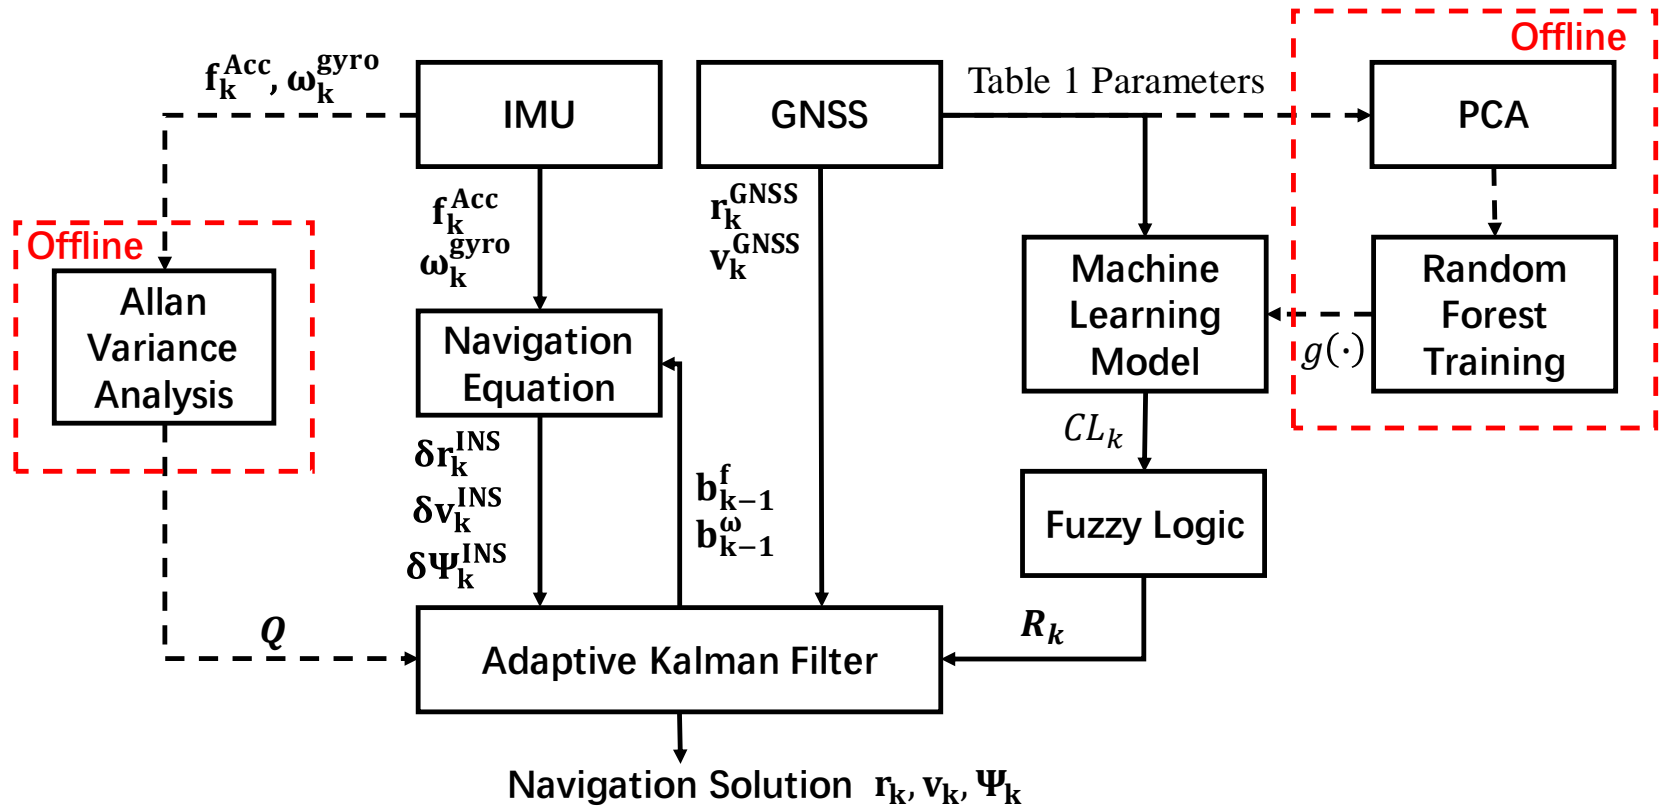 Offline
f_k^Acc, ω_k^gyro
IMU
GNSS
Table 1 Parameters
PCA
f_k^Acc
ω_k^gyro
r_k^GNSS
v_k^GNSS
Offline
Allan
Variance
Analysis
Navigation
Equation
Machine
Learning
Model
g(·)
Random
Forest
Training
δr_k^INS
δv_k^INS
δΨ_k^INS
b_{k−1}^f
b_{k−1}^ω
CL_k
Fuzzy Logic
Q
Adaptive Kalman Filter
R_k
Navigation Solution r_k, v_k, Ψ_k